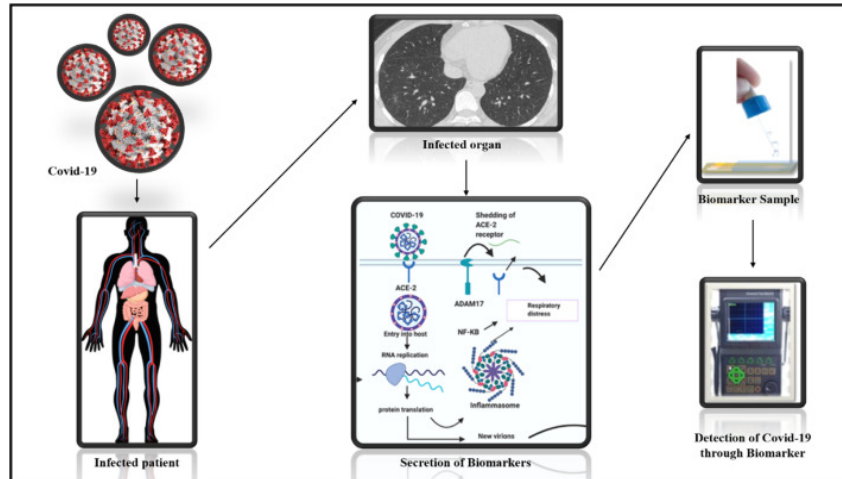 Covid-19
Infected patient
Infected organ
COVID-19
Shedding of
ACE-2
receptor
ACE-2
ADAM17
Entry into host
NF-KB
Respiratory
distress
RNA replication
protein translation
Inflammasome
New virions
Secretion of Biomarkers
Biomarker Sample
Detection of Covid-19
through Biomarker